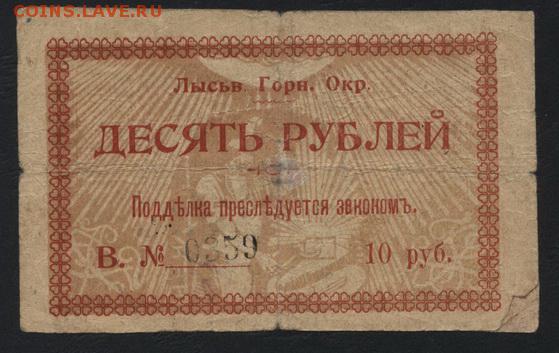 COINS.LAVE.RU
Лысьв. Горн. Окр.
ДЕСЯТЬ РУБЛЕЙ
Поддѣлка преслѣдуется закономъ.
В. № 0359 10 руб.